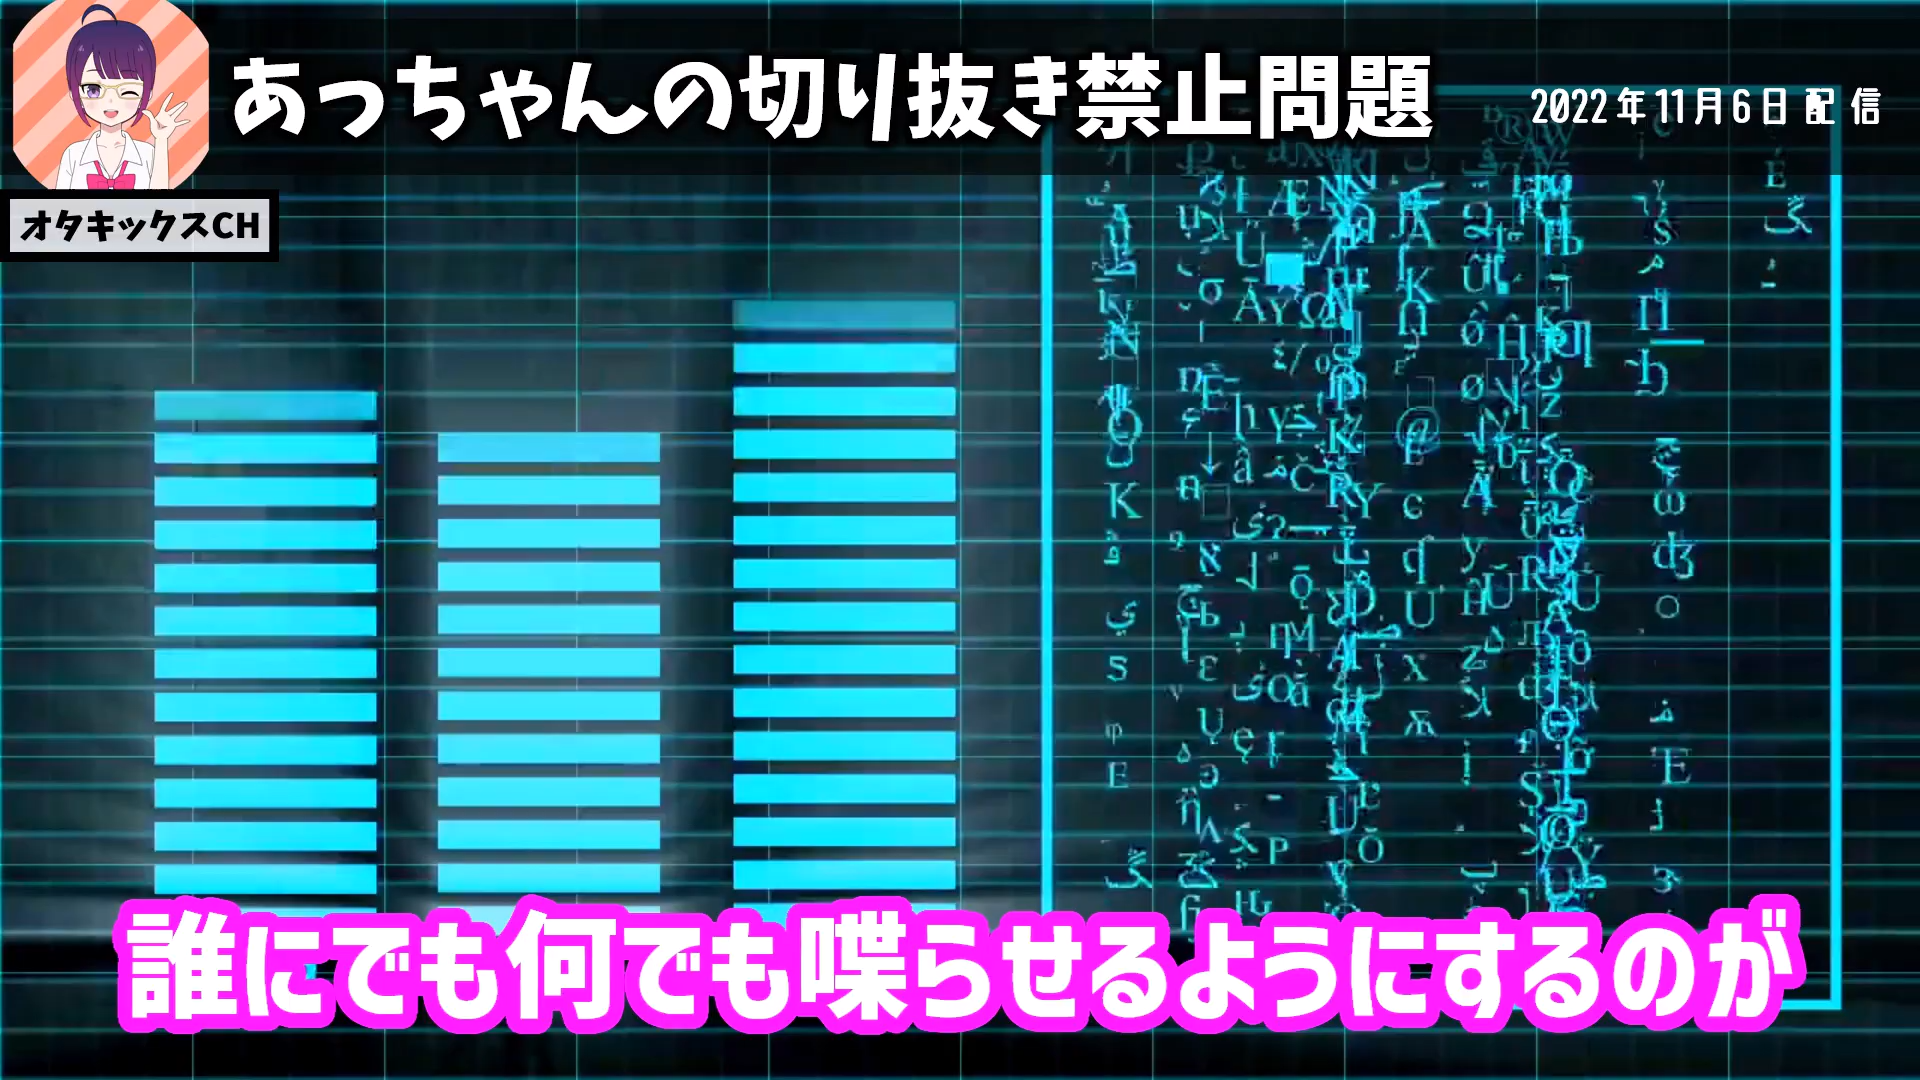 あっちゃんの切り抜き禁止問題
2022年11月6日 配信
オタキックスCH
誰にでも何でも喋らせるようにするのが